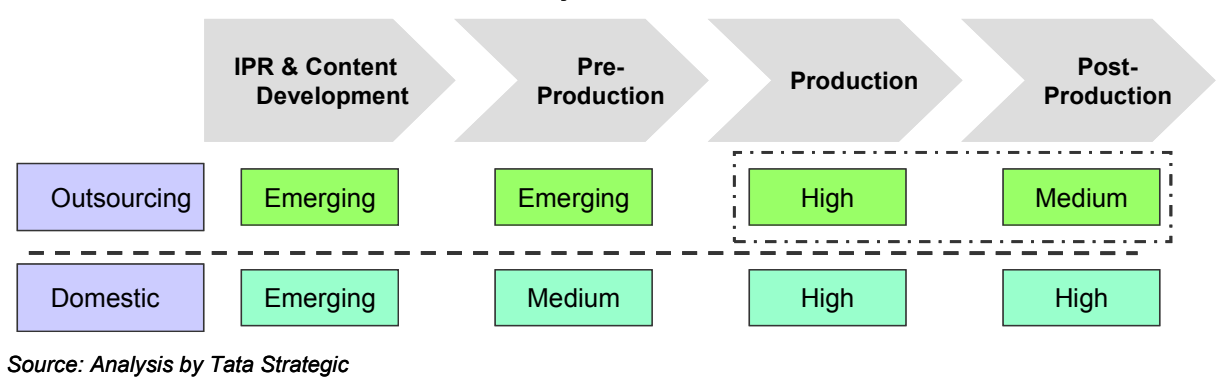 IPR & Content
Development
Pre-
Production
Production
Post-
Production
Outsourcing
Emerging
Emerging
High
Medium
Domestic
Emerging
Medium
High
High
Source: Analysis by Tata Strategic